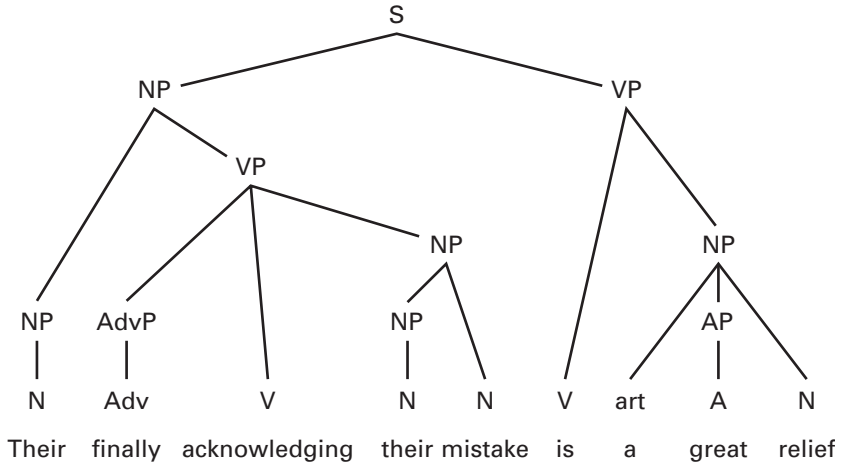 S
NP VP
VP
NP NP
NP AdvP NP AP
N Adv V N N V art A N
Their finally acknowledging their mistake is a great relief